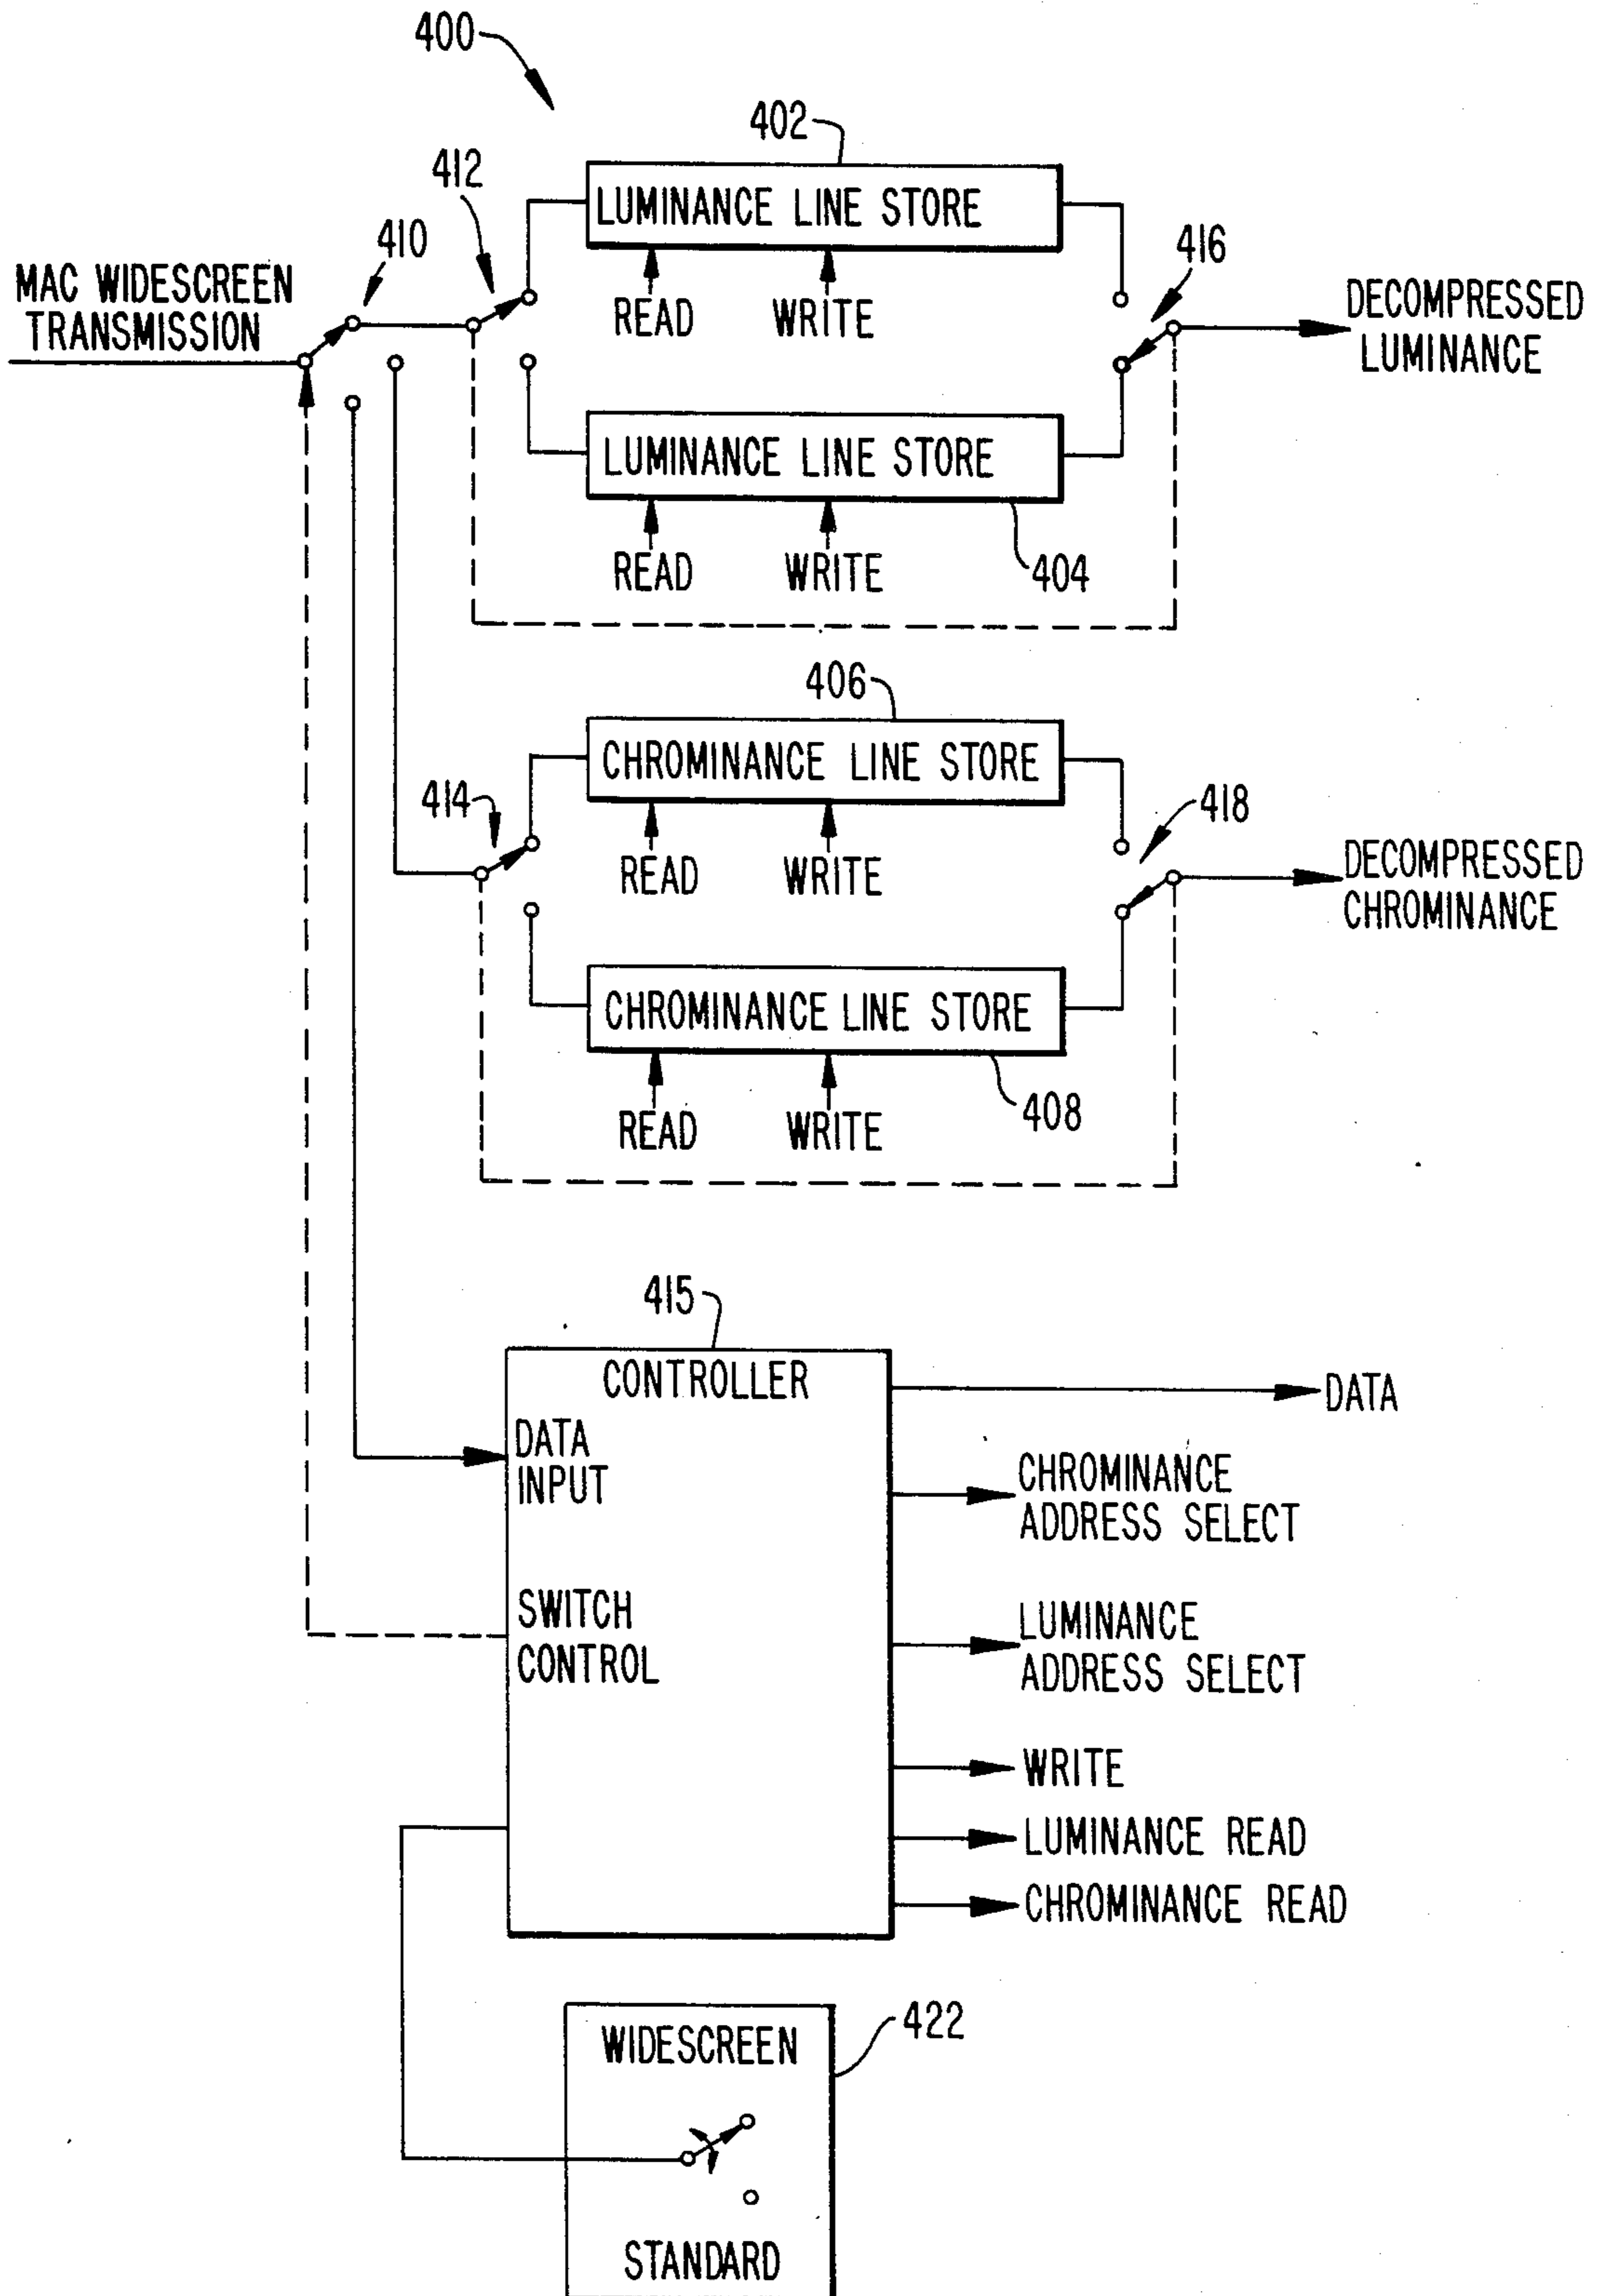 400
402
412
LUMINANCE LINE STORE
410
416
MAC WIDESCREEN
TRANSMISSION
READ WRITE
DECOMPRESSED
LUMINANCE
LUMINANCE LINE STORE
READ WRITE
404
406
CHROMINANCE LINE STORE
414
418
READ WRITE
DECOMPRESSED
CHROMINANCE
CHROMINANCE LINE STORE
408
READ WRITE
415
CONTROLLER
DATA
DATA
INPUT
CHROMINANCE
ADDRESS SELECT
SWITCH
CONTROL
LUMINANCE
ADDRESS SELECT
WRITE
LUMINANCE READ
CHROMINANCE READ
422
WIDESCREEN
STANDARD